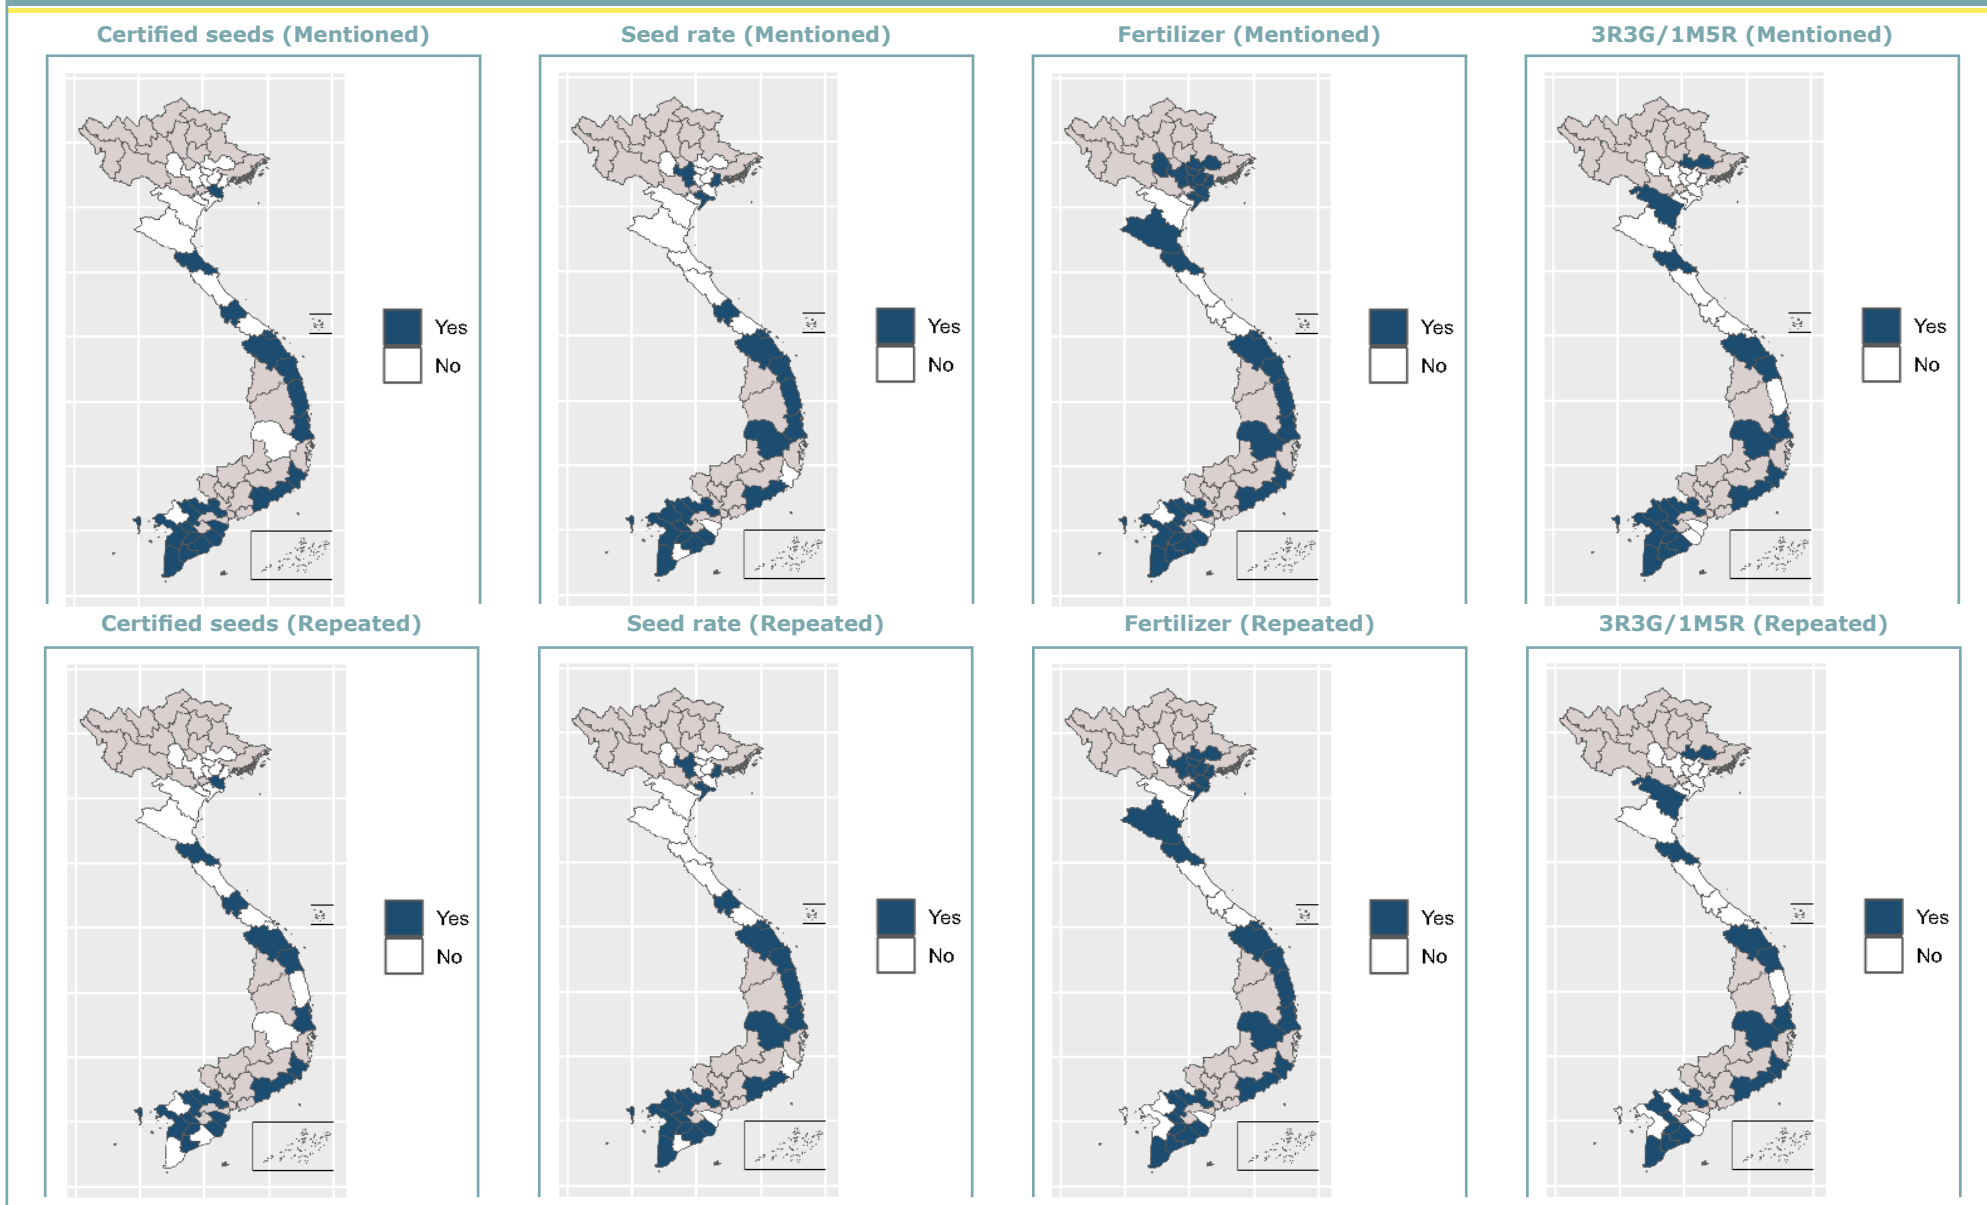 Certified seeds (Mentioned)
Seed rate (Mentioned)
Fertilizer (Mentioned)
3R3G/1M5R (Mentioned)
Yes
No
Yes
No
Yes
No
Yes
No
Certified seeds (Repeated)
Seed rate (Repeated)
Fertilizer (Repeated)
3R3G/1M5R (Repeated)
Yes
No
Yes
No
Yes
No
Yes
No